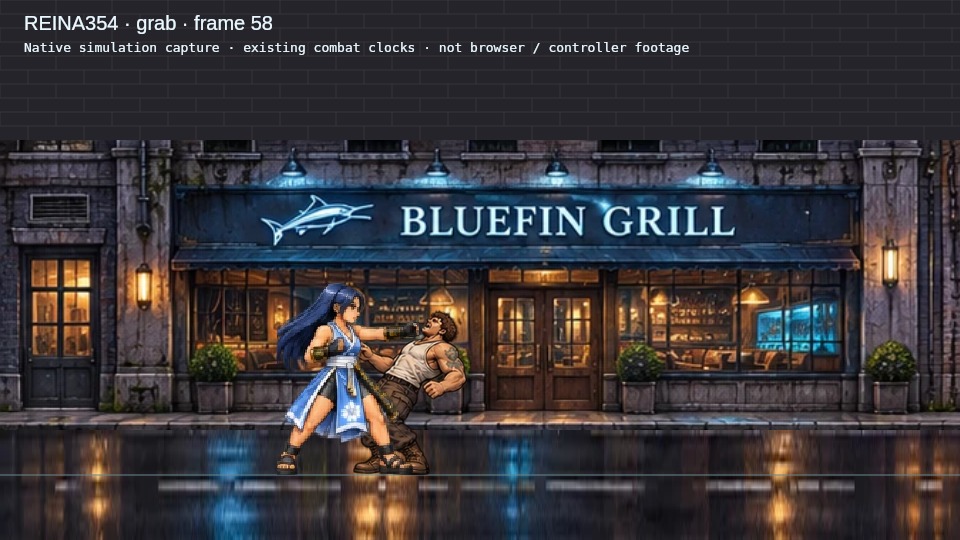 REINA354 · grab · frame 58
Native simulation capture · existing combat clocks · not browser / controller footage
BLUEFIN GRILL